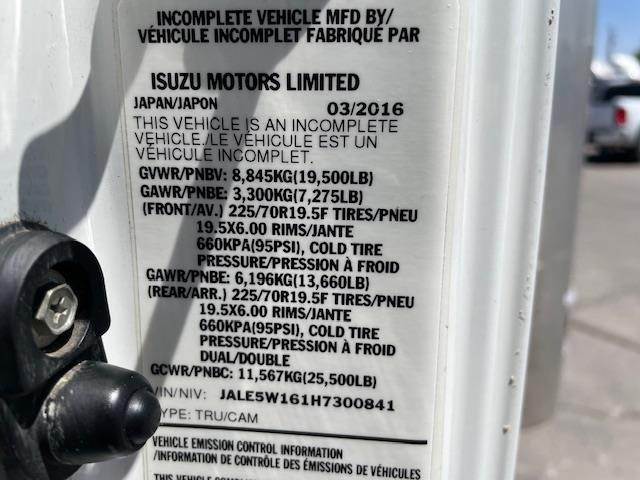 INCOMPLETE VEHICLE MFD BY/
VÉHICULE INCOMPLET FABRIQUÉ PAR
ISUZU MOTORS LIMITED
JAPAN/JAPON 03/2016
THIS VEHICLE IS AN INCOMPLETE
VEHICLE./LE VÉHICULE EST UN
VÉHICULE INCOMPLET.
GVWR/PNBV: 8,845KG(19,500LB)
GAWR/PNBE: 3,300KG(7,275LB)
(FRONT/AV.) 225/70R19.5F TIRES/PNEU
19.5X6.00 RIMS/JANTE
660KPA(95PSI), COLD TIRE
PRESSURE/PRESSION À FROID
GAWR/PNBE: 6,196KG(13,660LB)
(REAR/ARR.) 225/70R19.5F TIRES/PNEU
19.5X6.00 RIMS/JANTE
660KPA(95PSI), COLD TIRE
PRESSURE/PRESSION À FROID
DUAL/DOUBLE
GCWR/PNBC: 11,567KG(25,500LB)
VIN/NIV: JALE5W161H7300841
YPE: TRU/CAM
VEHICLE EMISSION CONTROL INFORMATION
/INFORMATION DE CONTRÔLE DES ÉMISSIONS DE VÉHICULES